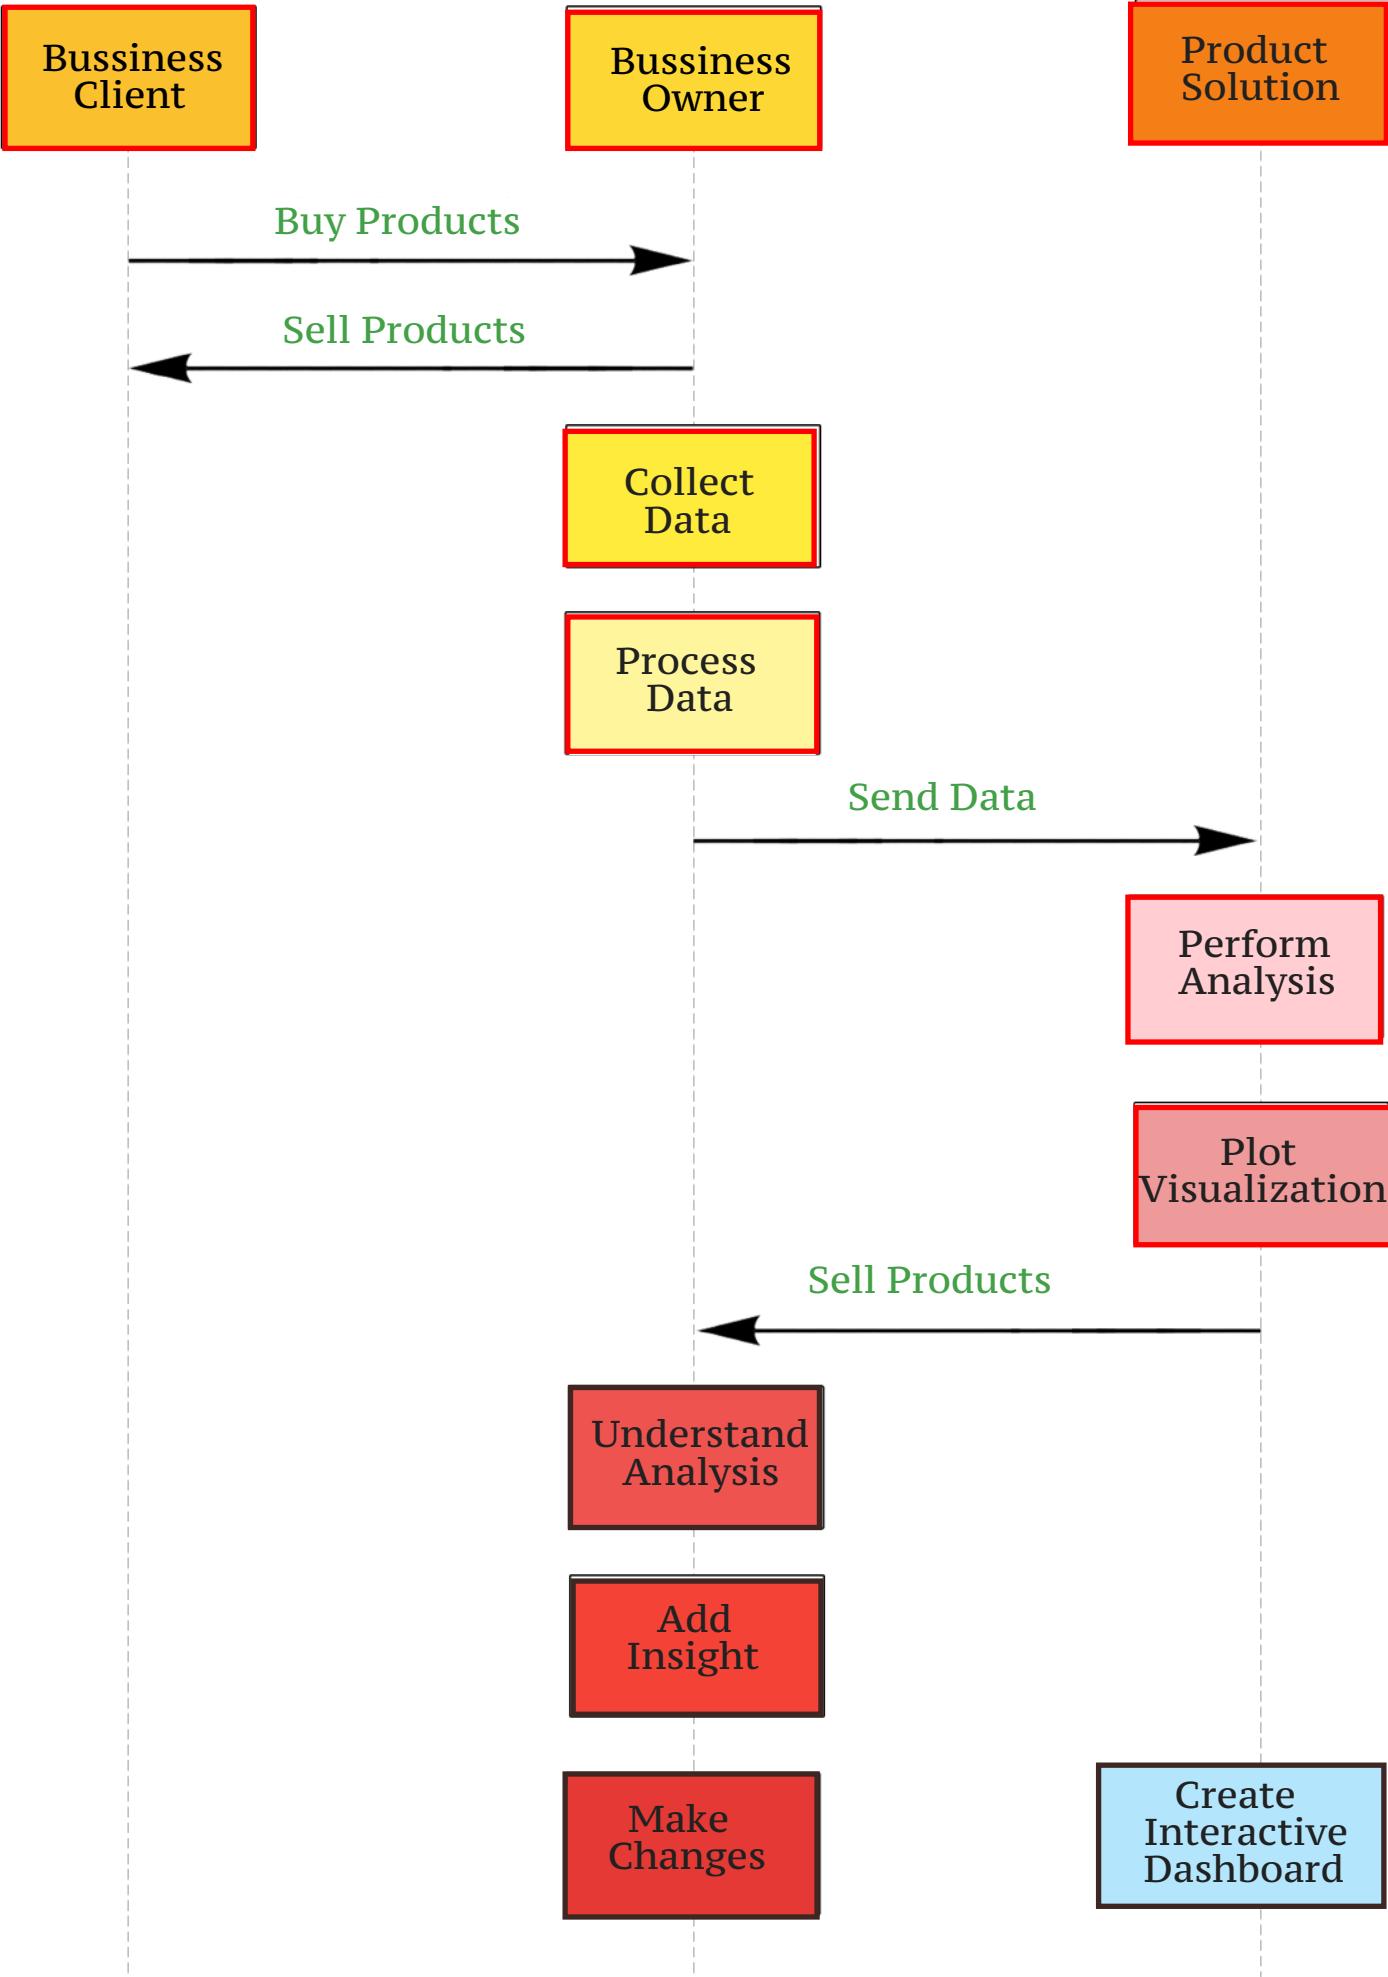 Bussiness
Client
Bussiness
Owner
Product
Solution
Buy Products
Sell Products
Collect
Data
Process
Data
Send Data
Perform
Analysis
Plot
Visualization
Sell Products
Understand
Analysis
Add
Insight
Make
Changes
Create
Interactive
Dashboard